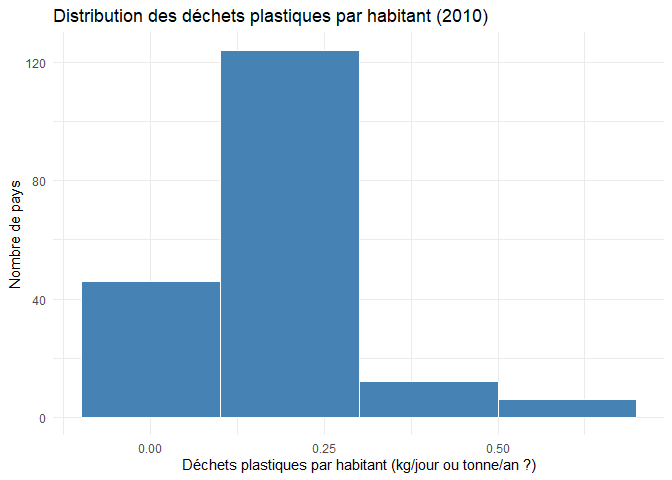 Distribution des déchets plastiques par habitant (2010)
120
80
40
0
Nombre de pays
0.00
0.25
0.50
Déchets plastiques par habitant (kg/jour ou tonne/an ?)